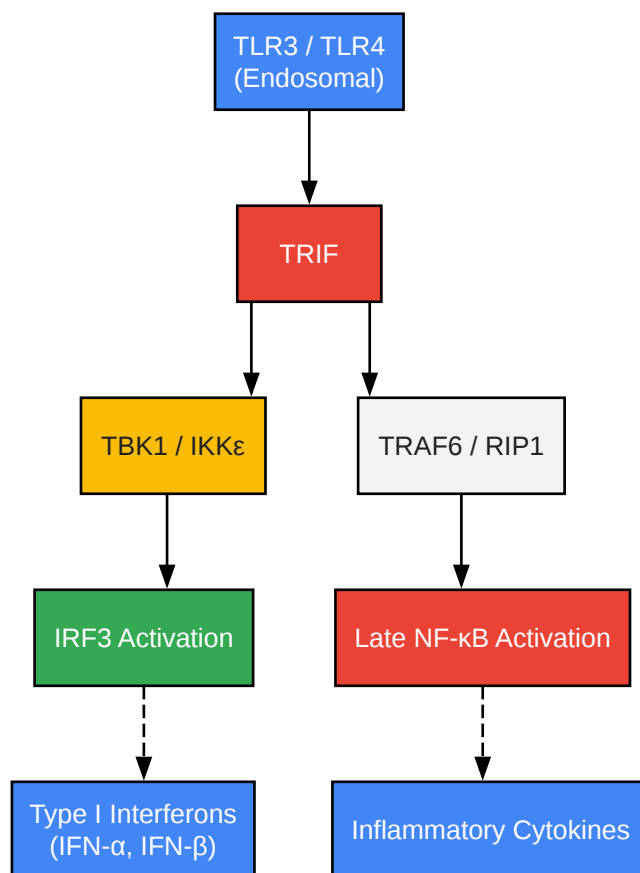 TLR3 / TLR4
(Endosomal)
TRIF
TBK1 / IKKε
TRAF6 / RIP1
IRF3 Activation
Late NF-κB Activation
Type I Interferons
(IFN-α, IFN-β)
Inflammatory Cytokines